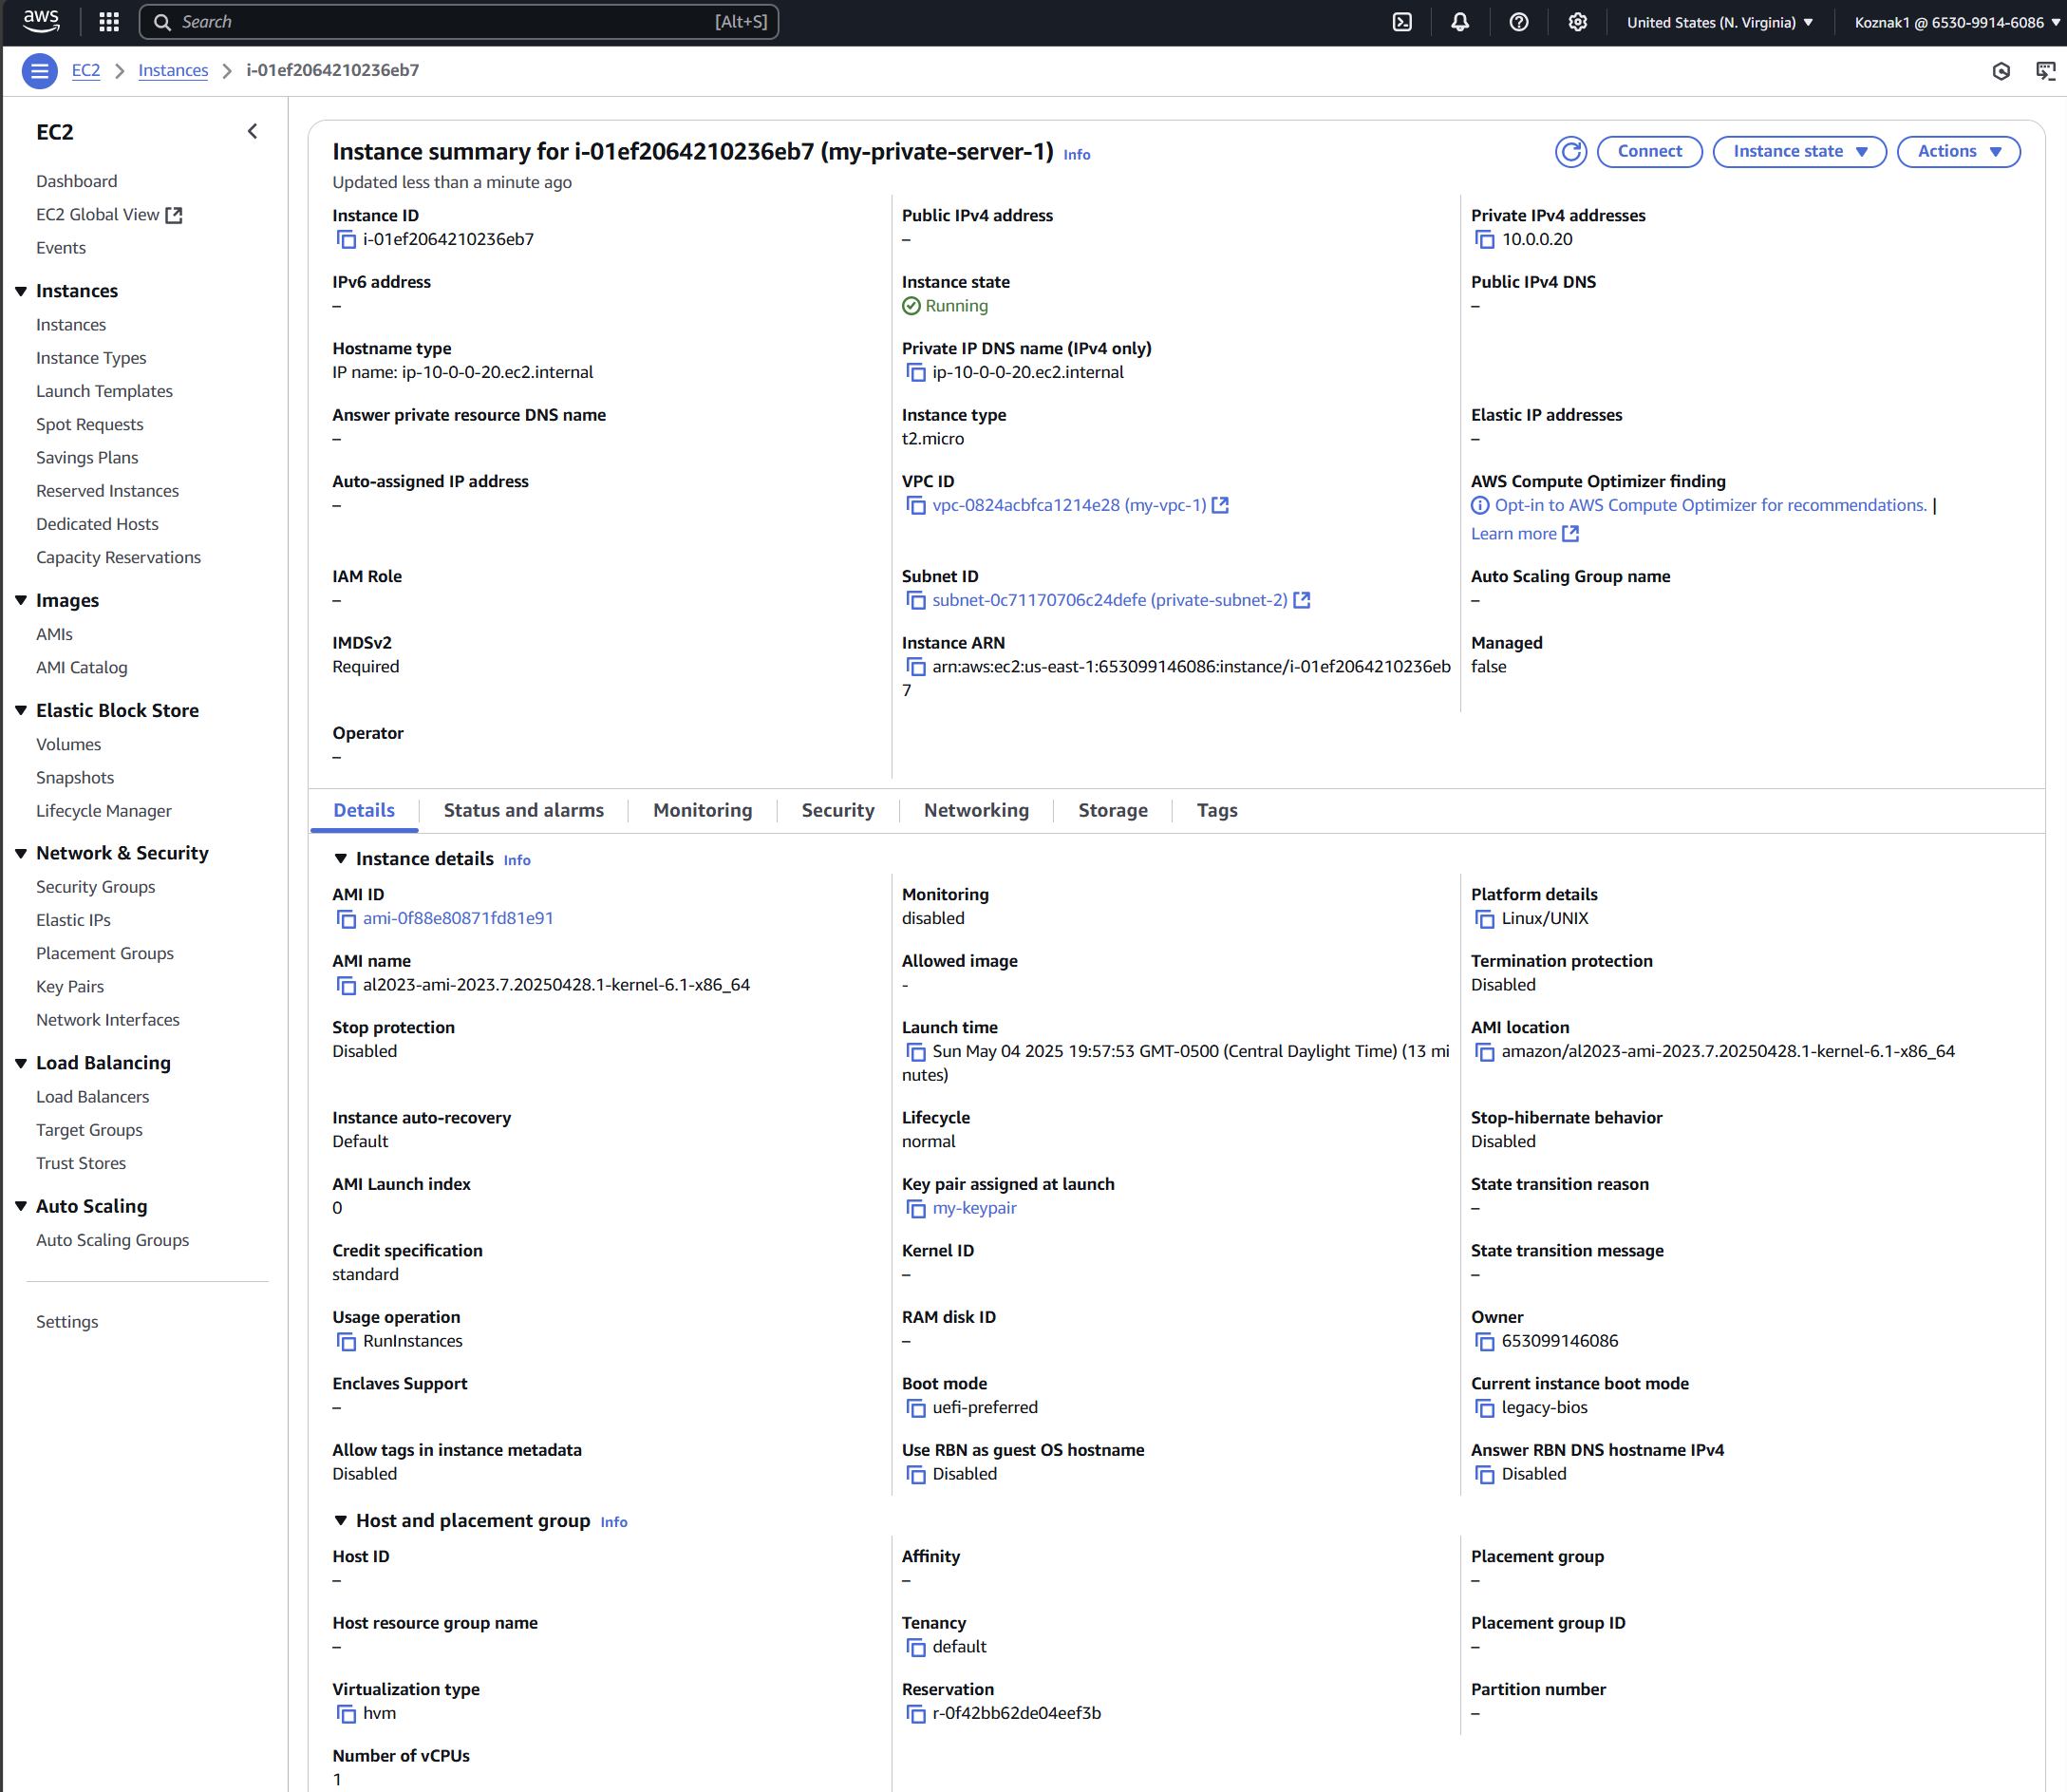 aws
Search [Alt+S]
United States (N. Virginia) ▼
Koznak1 @ 6530-9914-6086 ▼
EC2 > Instances > i-01ef2064210236eb7
EC2
Dashboard
EC2 Global View
Events
Instances
Instances
Instance Types
Launch Templates
Spot Requests
Savings Plans
Reserved Instances
Dedicated Hosts
Capacity Reservations
Images
AMIs
AMI Catalog
Elastic Block Store
Volumes
Snapshots
Lifecycle Manager
Network & Security
Security Groups
Elastic IPs
Placement Groups
Key Pairs
Network Interfaces
Load Balancing
Load Balancers
Target Groups
Trust Stores
Auto Scaling
Auto Scaling Groups
Settings
Instance summary for i-01ef2064210236eb7 (my-private-server-1) Info
Connect
Instance state ▼
Actions ▼
Updated less than a minute ago
Instance ID
i-01ef2064210236eb7
Public IPv4 address
–
Private IPv4 addresses
10.0.0.20
IPv6 address
–
Instance state
Running
Public IPv4 DNS
–
Hostname type
IP name: ip-10-0-0-20.ec2.internal
Private IP DNS name (IPv4 only)
ip-10-0-0-20.ec2.internal
Answer private resource DNS name
–
Instance type
t2.micro
Elastic IP addresses
–
Auto-assigned IP address
–
VPC ID
vpc-0824acbfca1214e28 (my-vpc-1)
AWS Compute Optimizer finding
Opt-in to AWS Compute Optimizer for recommendations. |
Learn more
IAM Role
–
Subnet ID
subnet-0c71170706c24defe (private-subnet-2)
Auto Scaling Group name
–
IMDSv2
Required
Instance ARN
arn:aws:ec2:us-east-1:653099146086:instance/i-01ef2064210236eb
7
Managed
false
Operator
–
Details
Status and alarms
Monitoring
Security
Networking
Storage
Tags
Instance details Info
AMI ID
ami-0f88e80871fd81e91
Monitoring
disabled
Platform details
Linux/UNIX
AMI name
al2023-ami-2023.7.20250428.1-kernel-6.1-x86_64
Allowed image
-
Termination protection
Disabled
Stop protection
Disabled
Launch time
Sun May 04 2025 19:57:53 GMT-0500 (Central Daylight Time) (13 mi
nutes)
AMI location
amazon/al2023-ami-2023.7.20250428.1-kernel-6.1-x86_64
Instance auto-recovery
Default
Lifecycle
normal
Stop-hibernate behavior
Disabled
AMI Launch index
0
Key pair assigned at launch
my-keypair
State transition reason
–
Credit specification
standard
Kernel ID
–
State transition message
–
Usage operation
RunInstances
RAM disk ID
–
Owner
653099146086
Enclaves Support
–
Boot mode
uefi-preferred
Current instance boot mode
legacy-bios
Allow tags in instance metadata
Disabled
Use RBN as guest OS hostname
Disabled
Answer RBN DNS hostname IPv4
Disabled
Host and placement group Info
Host ID
–
Affinity
–
Placement group
–
Host resource group name
–
Tenancy
default
Placement group ID
–
Virtualization type
hvm
Reservation
r-0f42bb62de04eef3b
Partition number
–
Number of vCPUs
1